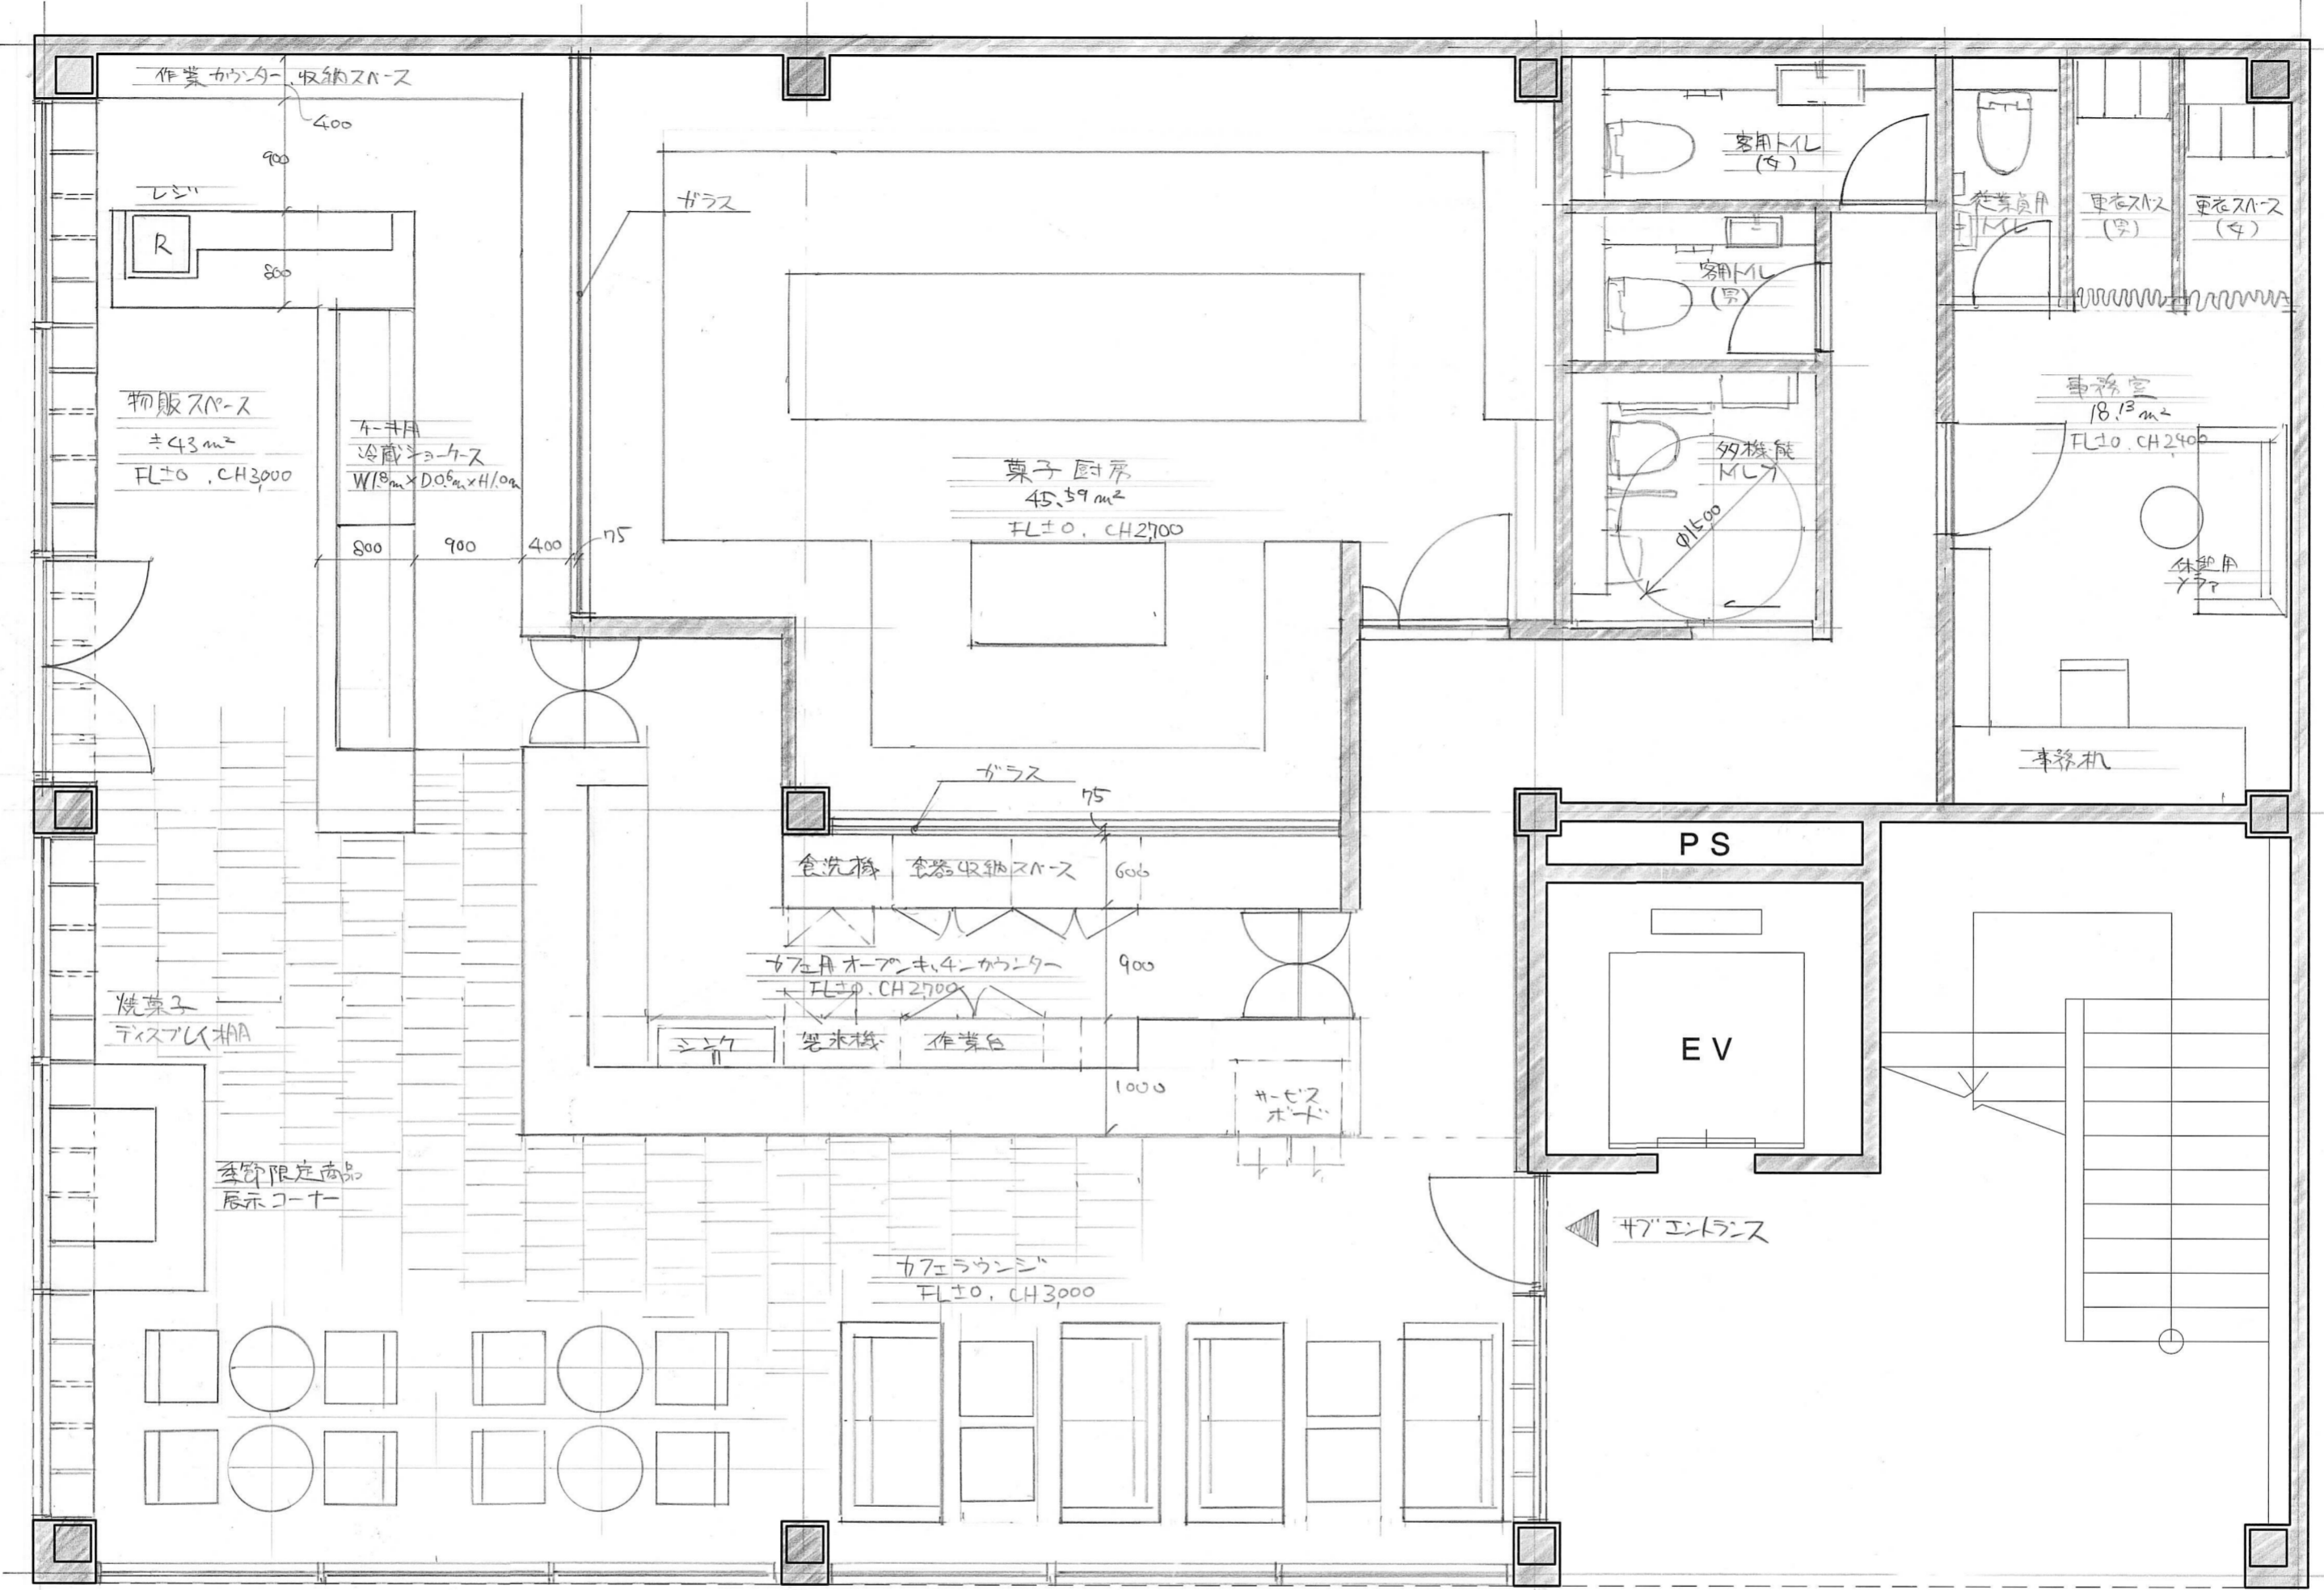 作業カウンター、収納スペース
400
900
レジ
R
800
ガラス
客用トイレ
(女)
客用トイレ
(男)
従業員用
トイレ
更衣スペース
(男)
更衣スペース
(女)
物販スペース
≒43m²
FL±0, CH3,000
ケーキ用
冷蔵ショーケース
W1.8m×D0.6m×H1.0m
800
900
400
75
菓子厨房
45.59m²
FL±0, CH2,700
多機能
トイレ
φ1500
事務室
18.13m²
FL±0, CH2400
休憩用
ソファ
事務机
ガラス
75
食洗機
食器収納スペース
600
カフェ用オープンキッチンカウンター
FL±0, CH2,700
900
シンク
製氷機
作業台
1000
サービス
ボード
PS
EV
焼菓子
ディスプレイ棚
季節限定商品
展示コーナー
サブエントランス
カフェラウンジ
FL±0, CH3,000